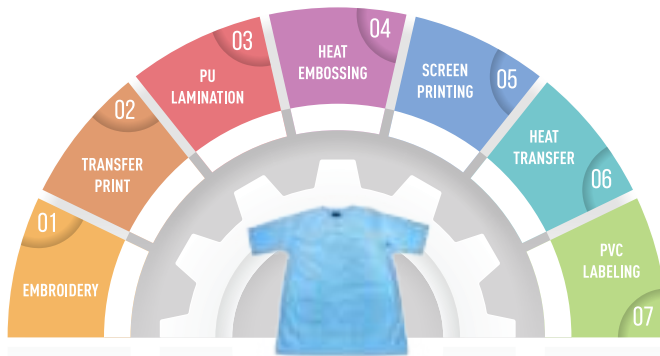 01
EMBROIDERY
02
TRANSFER
PRINT
03
PU
LAMINATION
04
HEAT
EMBOSSING
05
SCREEN
PRINTING
HEAT
TRANSFER
06
PVC
LABELING
07